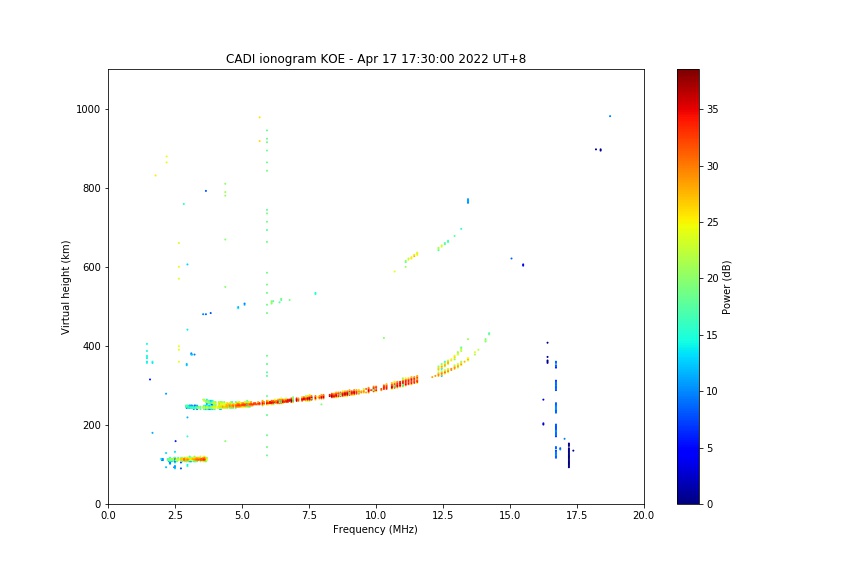 CADI ionogram KOE - Apr 17 17:30:00 2022 UT+8
1000
800
600
400
200
0
Virtual height (km)
0.0 2.5 5.0 7.5 10.0 12.5 15.0 17.5 20.0
Frequency (MHz)
35
30
25
20
15
10
5
0
Power (dB)